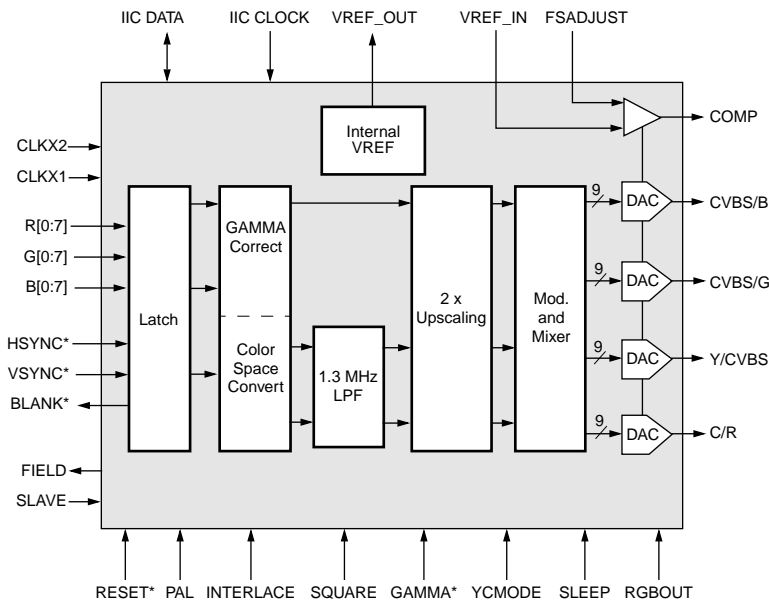 IIC DATA
IIC CLOCK
VREF_OUT
VREF_IN
FSADJUST
Internal
VREF
COMP
CLKX2
CLKX1
R[0:7]
G[0:7]
B[0:7]
HSYNC*
VSYNC*
BLANK*
FIELD
SLAVE
Latch
GAMMA
Correct
Color
Space
Convert
1.3 MHz
LPF
2 x
Upscaling
Mod.
and
Mixer
9
DAC
CVBS/B
9
DAC
CVBS/G
9
DAC
Y/CVBS
9
DAC
C/R
RESET*
PAL
INTERLACE
SQUARE
GAMMA*
YCMODE
SLEEP
RGBOUT